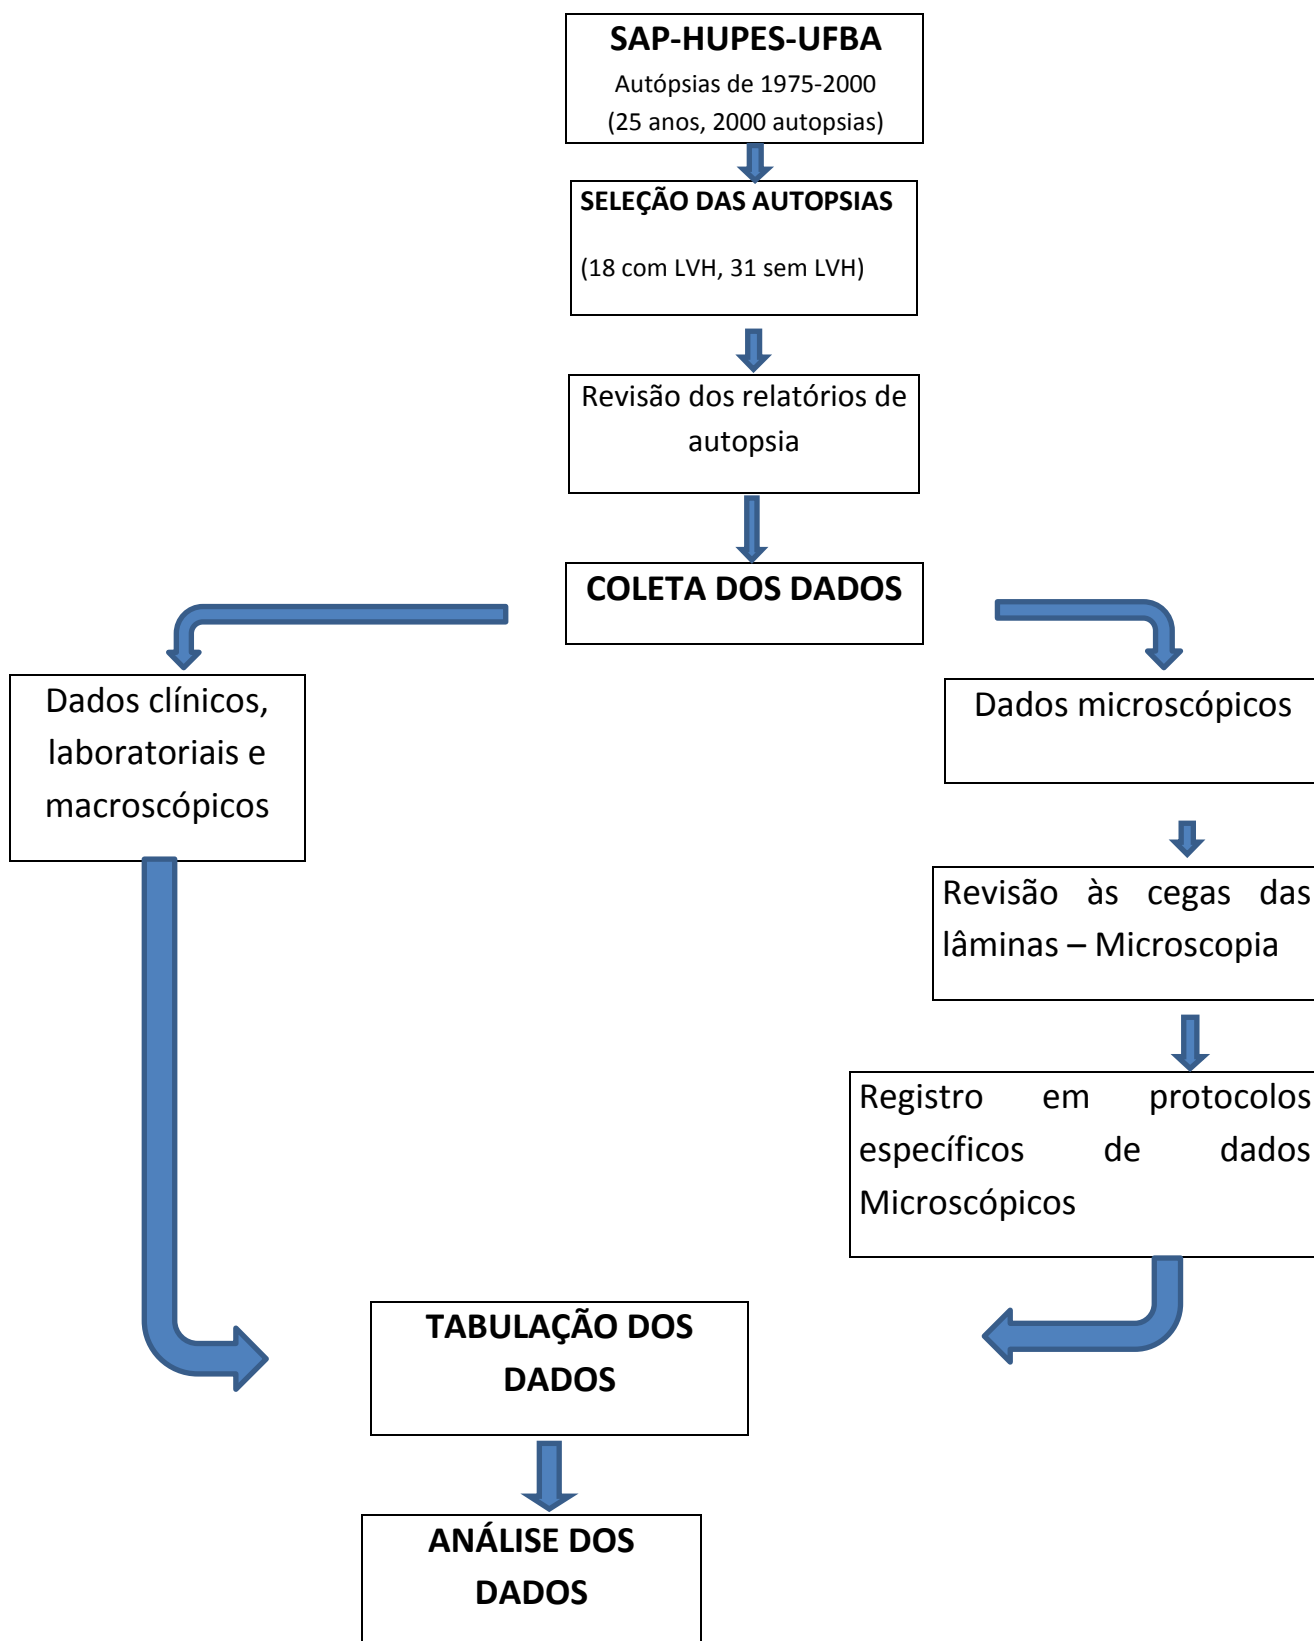 SAP-HUPES-UFBA
Autópsias de 1975-2000
(25 anos, 2000 autopsias)
SELEÇÃO DAS AUTOPSIAS
(18 com LVH, 31 sem LVH)
Revisão dos relatórios de
autopsia
COLETA DOS DADOS
Dados clínicos,
laboratoriais e
macroscópicos
Dados microscópicos
Revisão às cegas das
lâminas – Microscopia
Registro em protocolos
específicos de dados
Microscópicos
TABULAÇÃO DOS
DADOS
ANÁLISE DOS
DADOS